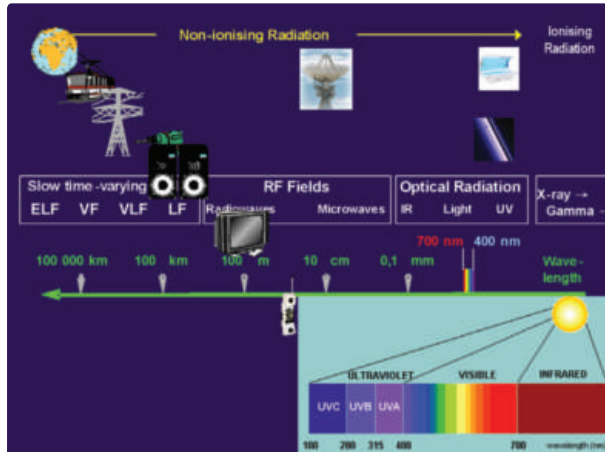 Non-ionising Radiation
Ionising
Radiation
Slow time-varying
ELF VF VLF LF
RF Fields
Radiowaves Microwaves
Optical Radiation
IR Light UV
X-ray →
Gamma →
700 nm 400 nm
100 000 km 100 km 100 m 10 cm 0,1 mm
Wave-
length
ULTRAVIOLET VISIBLE INFRARED
UVC UVB UVA
100 280 315 400 700 wavelength (nm)